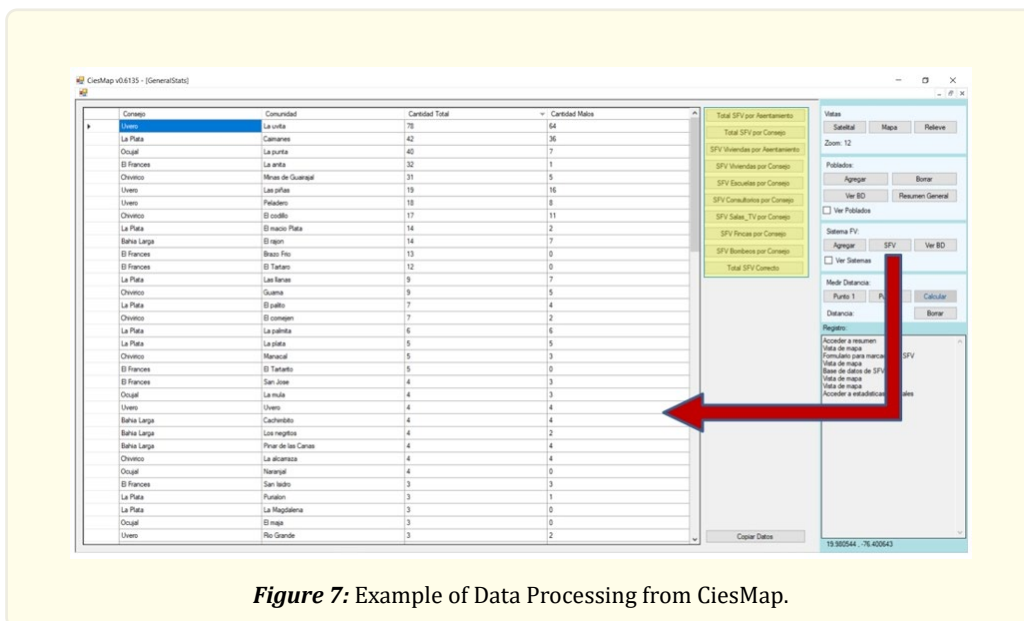 CiesMap v0.6135 - [GeneralStats]
Consejo Comunidad Cantidad Total Cantidad Malos
Uvero La uvita 78 64
La Plata Caimanes 42 36
Ocujal La punta 40 7
El Frances La anita 32 1
Chivirico Minas de Guairajal 31 5
Uvero Las piñas 19 16
Uvero Peladero 18 8
Chivirico El codillo 17 11
La Plata El macio Plata 14 2
Bahia Larga El rajon 14 7
El Frances Brazo Frio 13 0
El Frances El Tartaro 12 0
La Plata Las llanas 9 7
Chivirico Guama 9 5
La Plata El palito 7 4
Chivirico El comejen 7 2
La Plata La palmita 6 6
La Plata La plata 5 5
Chivirico Manacal 5 3
El Frances El Tartarito 5 0
El Frances San Jose 4 3
Ocujal La mula 4 3
Uvero Uvero 4 4
Bahia Larga Cachimbito 4 4
Bahia Larga Los negritos 4 2
Bahia Larga Pinar de las Canas 4 4
Chivirico La alcarraza 4 4
Ocujal Naranjal 4 0
El Frances San Isidro 3 3
La Plata Purialon 3 1
La Plata La Magdalena 3 0
Ocujal El maja 3 0
Uvero Rio Grande 3 2
Total SFV por Asentamiento
Total SFV por Consejo
SFV Viviendas por Asentamiento
SFV Viviendas por Consejo
SFV Escuelas por Consejo
SFV Consultorios por Consejo
SFV Salas_TV por Consejo
SFV Fincas por Consejo
SFV Bombeos por Consejo
Total SFV Correcto
Copiar Datos
Vistas
Satelital Mapa Relieve
Zoom: 12
Poblados:
Agregar Borrar
Ver BD Resumen General
Ver Poblados
Sistema FV:
Agregar SFV Ver BD
Ver Sistemas
Medir Distancia:
Punto 1 Calcular
Distancia: Borrar
Registro:
Acceder a resumen
Vista de mapa
Formulario para SFV
Vista de mapa
Base de datos de SFV
Vista de mapa
Vista de mapa
Acceder a
19.980544 , -76.400643
Figure 7: Example of Data Processing from CiesMap.